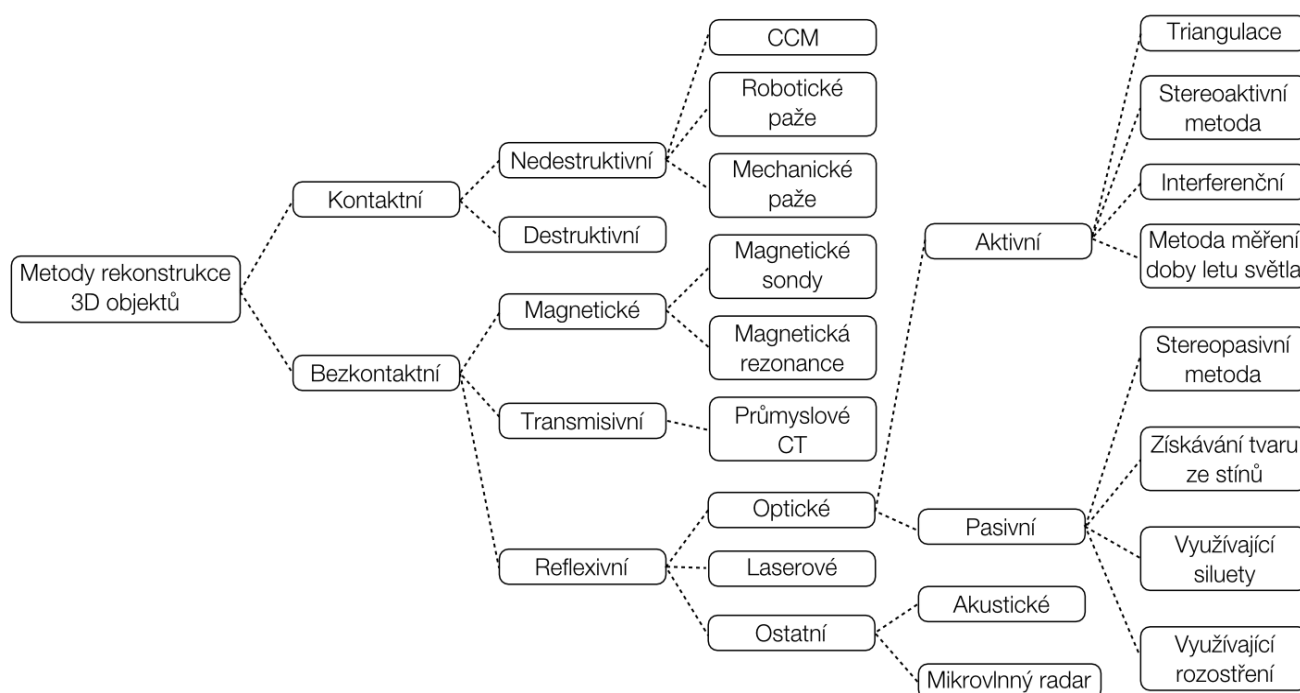 Metody rekonstrukce
3D objektů
Kontaktní
Bezkontaktní
Nedestruktivní
Destruktivní
Magnetické
Transmisivní
Reflexivní
CCM
Robotické
paže
Mechanické
paže
Magnetické
sondy
Magnetická
rezonance
Průmyslové
CT
Optické
Laserové
Ostatní
Aktivní
Pasivní
Akustické
Mikrovlnný radar
Triangulace
Stereoaktivní
metoda
Interferenční
Metoda měření
doby letu světla
Stereopasivní
metoda
Získávání tvaru
ze stínů
Využívající
siluety
Využívající
rozostření